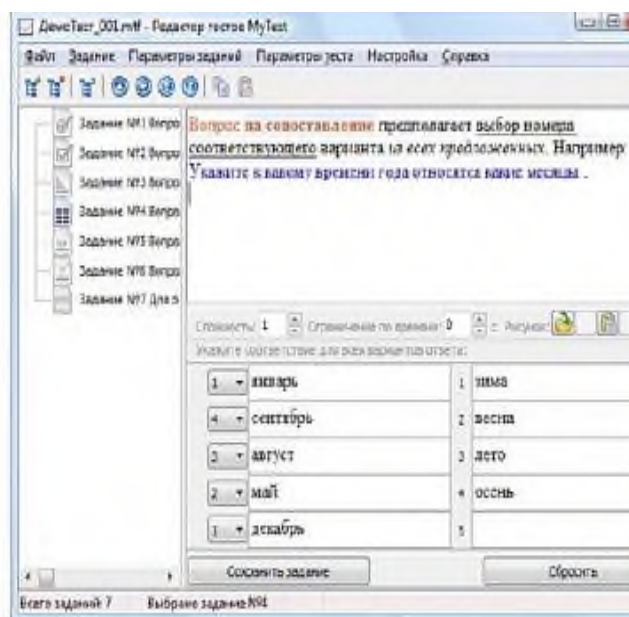 ДемоТест_001.mtf - Редактор тестов MyTest
Файл Задание Параметры заданий Параметры теста Настройка Справка
Задание №1 Вопро
Задание №2 Вопро
Задание №3 Вопро
Задание №4 Вопро
Задание №5 Вопро
Задание №6 Вопро
Задание №7 Для э
Вопрос на сопоставление предполагает выбор номера
соответствующего варианта из всех предложенных. Например
Укажите к какому времени года относятся какие месяцы .
Сложность: 1 Ограничение по времени: 0 с. Рисунок:
Укажите соответствие для всех вариантов ответа:
1 январь 1 зима
4 сентябрь 2 весна
3 август 3 лето
2 май 4 осень
1 декабрь 5
Сохранить задание Сбросить
Всего заданий: 7 Выбрано задание №4